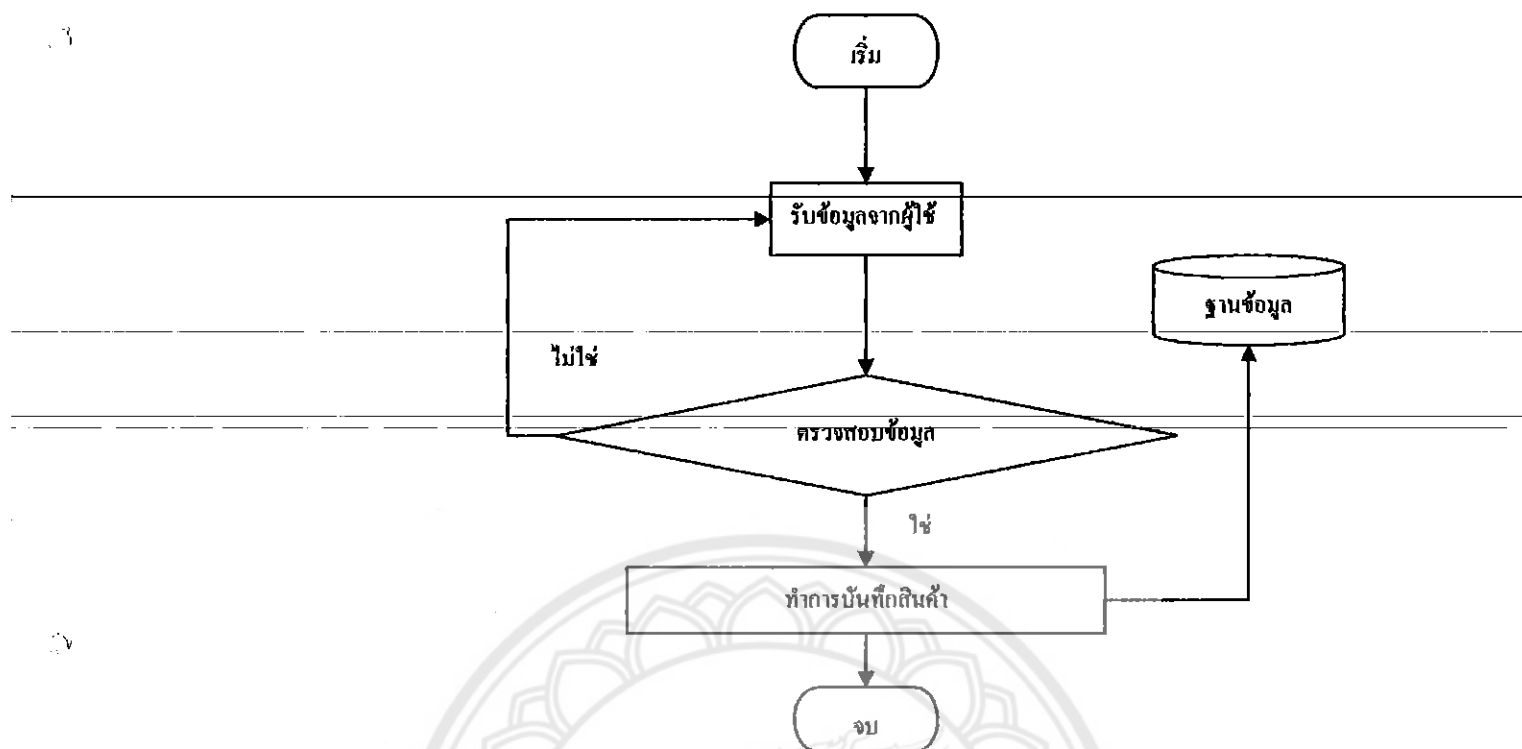 เริ่ม
รับข้อมูลจากผู้ใช้
ฐานข้อมูล
ไม่ใช่
ตรวจสอบข้อมูล
ใช่
ทำการบันทึกสินค้า
จบ